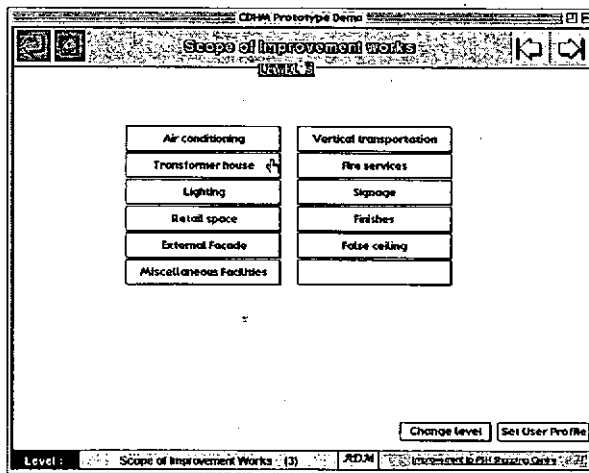 CDHM Prototype Demo
Scope of Improvement works
LEVEL 3
Air conditioning
Vertical transportation
Transformer house
Fire services
Lighting
Signage
Retail space
Finishes
External Facade
False ceiling
Miscellaneous Facilities
Change level
Set User Profile
Level :
Scope of Improvement Works (3)
RDM